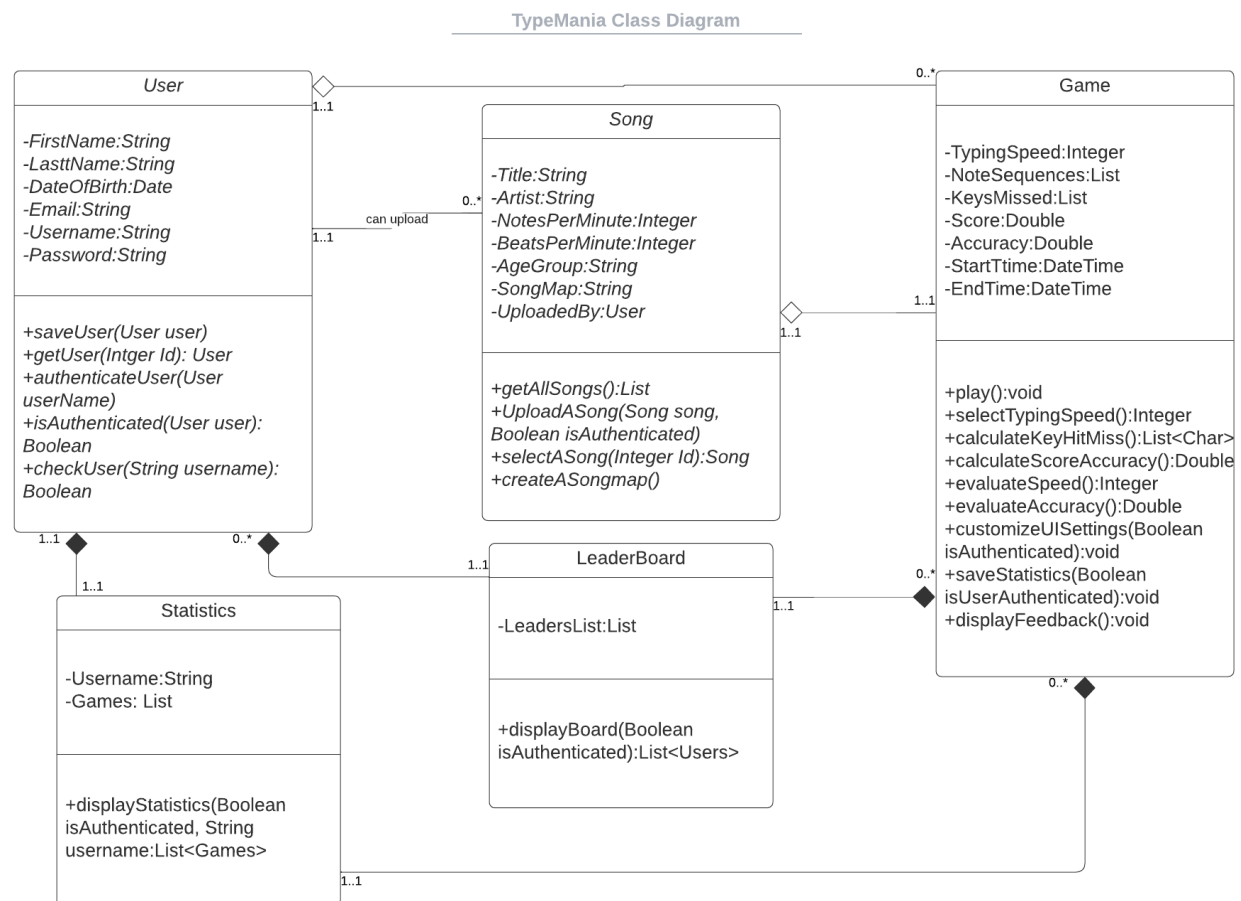 TypeMania Class Diagram
User
-FirstName:String
-LasttName:String
-DateOfBirth:Date
-Email:String
-Username:String
-Password:String
+saveUser(User user)
+getUser(Intger Id): User
+authenticateUser(User
userName)
+isAuthenticated(User user):
Boolean
+checkUser(String username):
Boolean
1..1
0..*
1..1
can upload
0..*
Song
-Title:String
-Artist:String
-NotesPerMinute:Integer
-BeatsPerMinute:Integer
-AgeGroup:String
-SongMap:String
-UploadedBy:User
+getAllSongs():List
+UploadASong(Song song,
Boolean isAuthenticated)
+selectASong(Integer Id):Song
+createASongmap()
1..1
1..1
Game
-TypingSpeed:Integer
-NoteSequences:List
-KeysMissed:List
-Score:Double
-Accuracy:Double
-StartTtime:DateTime
-EndTime:DateTime
+play():void
+selectTypingSpeed():Integer
+calculateKeyHitMiss():List<Char>
+calculateScoreAccuracy():Double
+evaluateSpeed():Integer
+evaluateAccuracy():Double
+customizeUISettings(Boolean
isAuthenticated):void
+saveStatistics(Boolean
isUserAuthenticated):void
+displayFeedback():void
1..1
1..1
0..*
1..1
Statistics
-Username:String
-Games: List
+displayStatistics(Boolean
isAuthenticated, String
username:List<Games>
1..1
LeaderBoard
-LeadersList:List
+displayBoard(Boolean
isAuthenticated):List<Users>
1..1
0..*
0..*